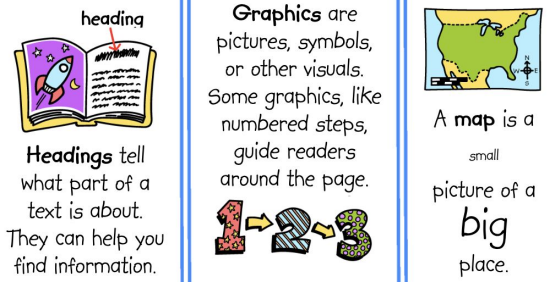 heading
Headings tell
what part of a
text is about.
They can help you
find information.
Graphics are
pictures, symbols,
or other visuals.
Some graphics, like
numbered steps,
guide readers
around the page.
1 2 3
N
W E
S
A map is a
small
picture of a
big
place.